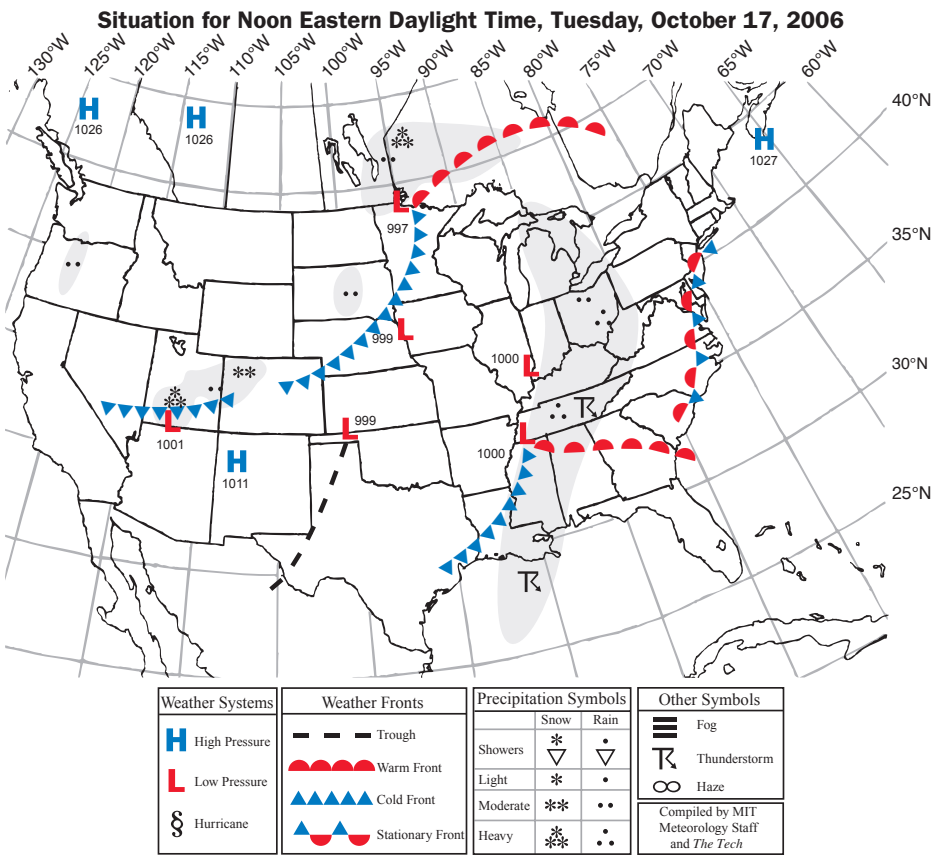 Situation for Noon Eastern Daylight Time, Tuesday, October 17, 2006
130°W
125°W
120°W
115°W
110°W
105°W
100°W
95°W
90°W
85°W
80°W
75°W
70°W
65°W
60°W
40°N
35°N
30°N
25°N
H
1026
H
1026
H
1027
L
997
999 L
1000 L
L 999
L
1001
H
1011
1000 L
Weather Systems
H High Pressure
L Low Pressure
§ Hurricane
Weather Fronts
Trough
Warm Front
Cold Front
Stationary Front
Precipitation Symbols
Snow Rain
Showers
Light
Moderate
Heavy
Other Symbols
Fog
Thunderstorm
Haze
Compiled by MIT
Meteorology Staff
and The Tech